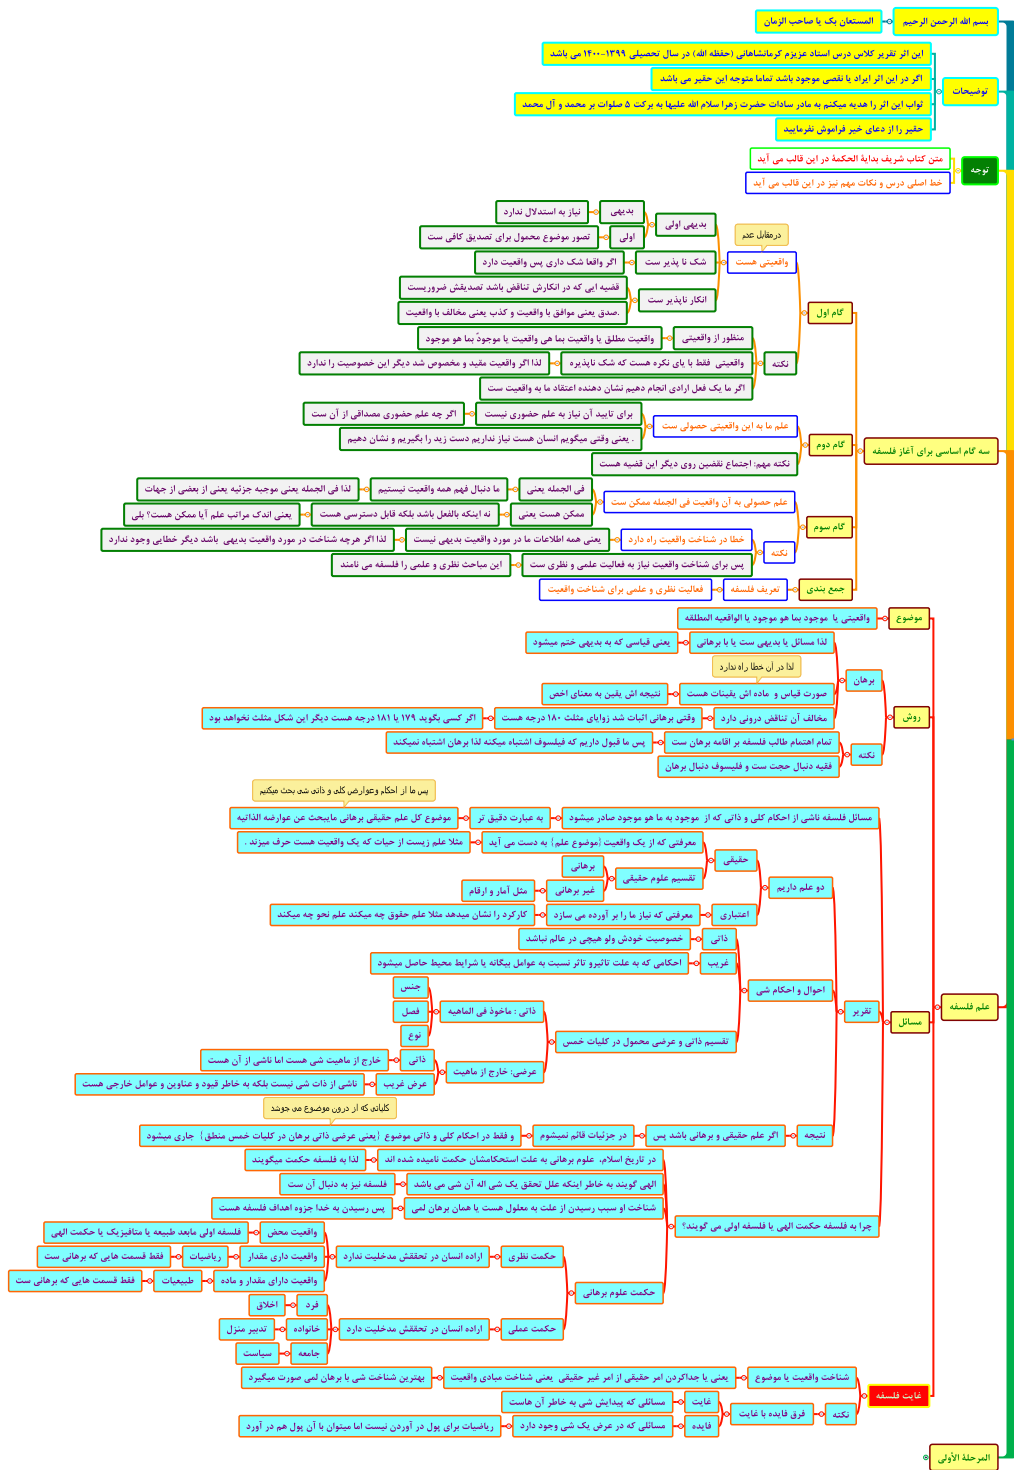 بسم الله الرحمن الرحیم
المستعان بک یا صاحب الزمان
توضیحات
این اثر تقریر کلاس درس استاد عزیزم کرمانشاهانی (حفظه الله) در سال تحصیلی ۱۳۹۹-۱۴۰۰ می باشد
اگر در این اثر ایراد یا نقصی موجود باشد تماما متوجه این حقیر می باشد
ثواب این اثر را هدیه میکنم به مادر سادات حضرت زهرا سلام الله علیها به برکت ۵ صلوات بر محمد و آل محمد
حقیر را از دعای خیر فراموش نفرمایید
توجه
متن کتاب شریف بدایة الحکمة در این قالب می آید
خط اصلی درس و نکات مهم نیز در این قالب می آید
سه گام اساسی برای آغاز فلسفه
گام اول
درمقابل عدم
واقعیتی هست
بدیهی اولی
بدیهی
نیاز به استدلال ندارد
اولی
تصور موضوع محمول برای تصدیق کافی ست
شک نا پذیر ست
اگر واقعا شک داری پس واقعیت دارد
انکار ناپذیر ست
قضیه ایی که در انکارش تناقض باشد تصدیقش ضروریست
.صدق یعنی موافق با واقعیت و کذب یعنی مخالف با واقعیت
نکته
منظور از واقعیتی
واقعیت مطلق یا واقعیت بما هی واقعیت یا موجودّ بما هو موجود
واقعیتی فقط با یای نکره هست که شک ناپذیره
لذا اگر واقعیت مقید و مخصوص شد دیگر این خصوصیت را ندارد
اگر ما یک فعل ارادی انجام دهیم نشان دهنده اعتقاد ما به واقعیت ست
گام دوم
علم ما به این واقعیتی حصولی ست
برای تایید آن نیاز به علم حضوری نیست
اگر چه علم حضوری مصداقی از آن ست
. یعنی وقتی میگوییم انسان هست نیاز نداریم دست زید را بگیریم و نشان دهیم
نکته مهم: اجتماع نقضین روی دیگر این قضیه هست
گام سوم
علم حصولی به آن واقعیت فی الجمله ممکن ست
فی الجمله یعنی
ما دنبال فهم همه واقعیت نیستیم
لذا فی الجمله یعنی موجبه جزئیه یعنی از بعضی از جهات
ممکن هست یعنی
نه اینکه بالفعل باشد بلکه قابل دسترسی هست
یعنی اندک مراتب علم آیا ممکن هست؟ بلی
نکته
خطا در شناخت واقعیت راه دارد
یعنی همه اطلاعات ما در مورد واقعیت بدیهی نیست
لذا اگر هرچه شناخت در مورد واقعیت بدیهی باشد دیگر خطایی وجود ندارد
پس برای شناخت واقعیت نیاز به فعالیت علمی و نظری ست
این مباحث نظری و علمی را فلسفه می نامند
جمع بندی
تعریف فلسفه
فعالیت نظری و علمی برای شناخت واقعیت
علم فلسفه
موضوع
واقعیتی یا موجود بما هو موجود یا الواقعیه المطلقه
روش
برهان
لذا مسائل یا بدیهی ست یا با برهانی
یعنی قیاسی که به بدیهی ختم میشود
لذا در آن خطا راه ندارد
صورت قیاس و ماده اش یقینات هست
نتیجه اش یقین به معنای اخص
مخالف آن تناقض درونی دارد
وقتی برهانی اثبات شد زوایای مثلث ۱۸۰ درجه هست
اگر کسی بگوید ۱۷۹ یا ۱۸۱ درجه هست دیگر این شکل مثلث نخواهد بود
نکته
تمام اهتمام طالب فلسفه بر اقامه برهان ست
پس ما قبول داریم که فیلسوف اشتباه میکنه لذا برهان اشتباه نمیکند
فقیه دنبال حجت ست و فلیسوف دنبال برهان
مسائل
پس ما از احکام وعوارض کلی و ذاتی شی بحث میکنیم
مسائل فلسفه ناشی از احکام کلی و ذاتی که از موجود به ما هو موجود صادر میشود
به عبارت دقیق تر
موضوع کل علم حقیقی برهانی مایبحث عن عوارضه الذاتیه
تقریر
دو علم داریم
حقیقی
معرفتی که از یک واقعیت {موضوع علم} به دست می آید
مثلا علم زیست از حیات که یک واقعیت هست حرف میزند .
تقسیم علوم حقیقی
برهانی
غیر برهانی
مثل آمار و ارقام
اعتباری
معرفتی که نیاز ما را بر آورده می سازد
کارکرد را نشان میدهد مثلا علم حقوق چه میکند علم نحو چه میکند
احوال و احکام شی
ذاتی
خصوصیت خودش ولو هیچی در عالم نباشد
غریب
احکامی که به علت تاثیرو تاثر نسبت به عوامل بیگانه یا شرایط محیط حاصل میشود
تقسیم ذاتی و عرضی محمول در کلیات خمس
ذاتی : ماخوذ فی الماهیه
جنس
فصل
نوع
عرضی: خارج از ماهیت
ذاتی
خارج از ماهیت شی هست اما ناشی از آن هست
عرض غریب
ناشی از ذات شی نیست بلکه به خاطر قیود و عناوین و عوامل خارجی هست
نتیجه
اگر علم حقیقی و برهانی باشد پس
در جزئیات قائم نمیشوم
کلیاتی که از درون موضوع می جوشد
و فقط در احکام کلی و ذاتی موضوع {یعنی عرضی ذاتی برهان در کلیات خمس منطق} جاری میشود
چرا به فلسفه حکمت الهی یا فلسفه اولی می گویند؟
در تاریخ اسلام، علوم برهانی به علت استحکامشان حکمت نامیده شده اند
لذا به فلسفه حکمت میگویند
الهی گویند به خاطر اینکه علل تحقق یک شی اله آن شی می باشد
فلسفه نیز به دنبال آن ست
شناخت او سبب رسیدن از علت به معلول هست یا همان برهان لمی
پس رسیدن به خدا جزوه اهداف فلسفه هست
حکمت علوم برهانی
حکمت نظری
اراده انسان در تحققش مدخلیت ندارد
واقعیت محض
فلسفه اولی مابعد طبیعه یا متافیزیک یا حکمت الهی
واقعیت داری مقدار
ریاضیات
فقط قسمت هایی که برهانی ست
واقعیت دارای مقدار و ماده
طبیعیات
فقط قسمت هایی که برهانی ست
حکمت عملی
اراده انسان در تحققش مدخلیت دارد
فرد
اخلاق
خانواده
تدبیر منزل
جامعه
سیاست
غایت فلسفه
شناخت واقعیت یا موضوع
یعنی یا جداکردن امر حقیقی از امر غیر حقیقی یعنی شناخت مبادی واقعیت
بهترین شناخت شی با برهان لمی صورت میگیرد
نکته
فرق فایده با غایت
غایت
مسائلی که پیدایش شی به خاطر آن هاست
فایده
مسائلی که در عرض یک شی وجود دارد
ریاضیات برای پول در آوردن نیست اما میتوان با آن پول هم در آورد
المرحلة الأولی